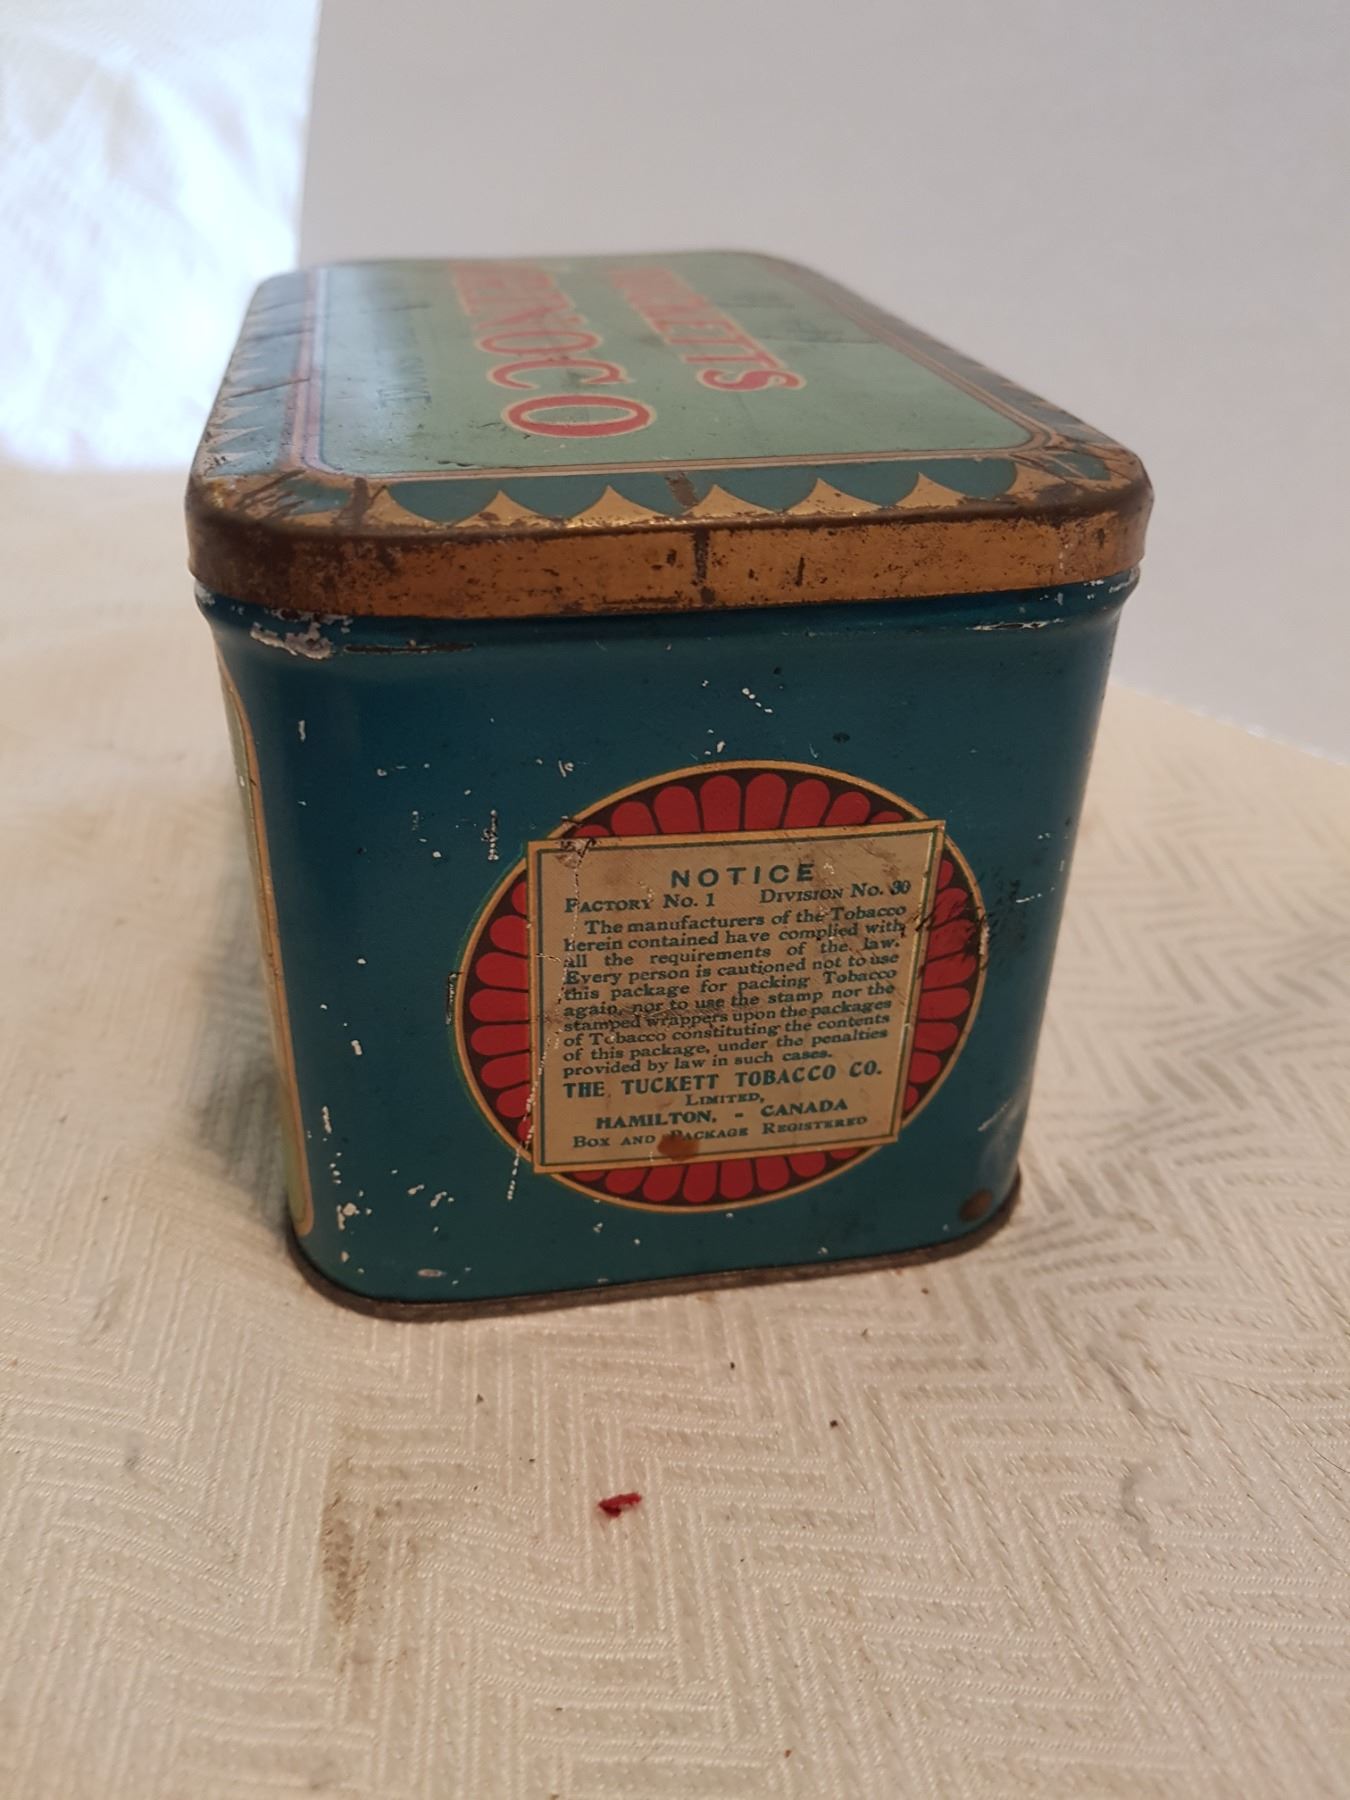 TUCKETTS
ORINOCO
NOTICE
FACTORY No. 1 DIVISION No. 30
The manufacturers of the Tobacco
herein contained have complied with
all the requirements of the law.
Every person is cautioned not to use
this package for packing Tobacco
again, nor to use the stamp nor the
stamped wrappers upon the packages
of Tobacco constituting the contents
of this package, under the penalties
provided by law in such cases.
THE TUCKETT TOBACCO CO.
LIMITED,
HAMILTON, - CANADA
BOX AND PACKAGE REGISTERED